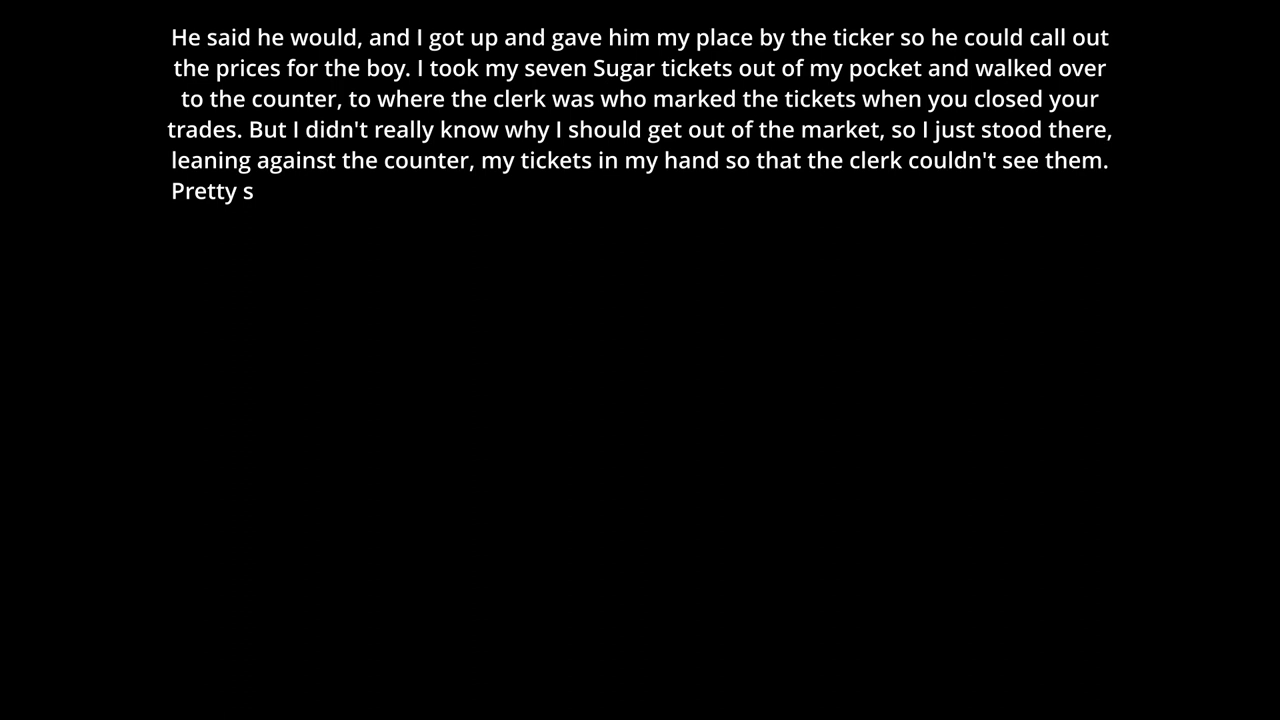 He said he would, and I got up and gave him my place by the ticker so he could call out
the prices for the boy. I took my seven Sugar tickets out of my pocket and walked over
to the counter, to where the clerk was who marked the tickets when you closed your
trades. But I didn't really know why I should get out of the market, so I just stood there,
leaning against the counter, my tickets in my hand so that the clerk couldn't see them.
Pretty s